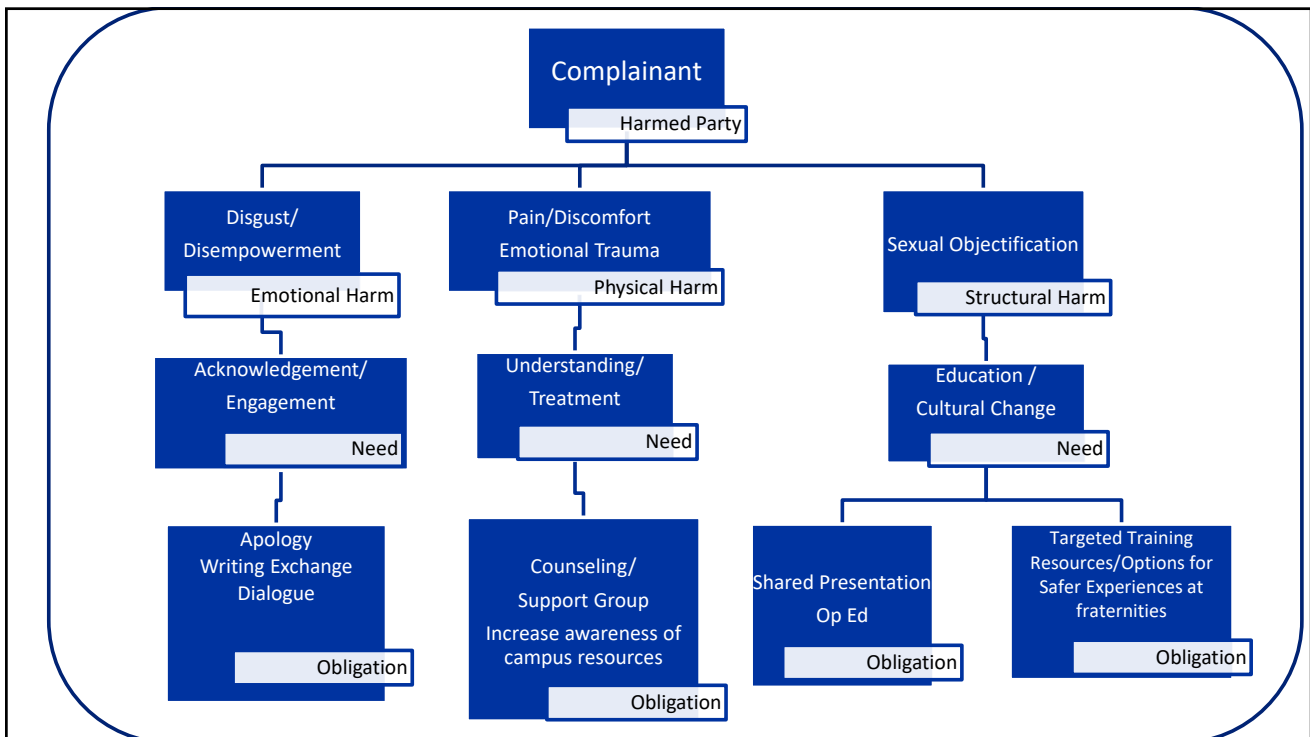 Complainant
Harmed Party
Disgust/
Disempowerment
Emotional Harm
Pain/Discomfort
Emotional Trauma
Physical Harm
Sexual Objectification
Structural Harm
Acknowledgement/
Engagement
Need
Understanding/
Treatment
Need
Education /
Cultural Change
Need
Apology
Writing Exchange
Dialogue
Obligation
Counseling/
Support Group
Increase awareness of
campus resources
Obligation
Shared Presentation
Op Ed
Obligation
Targeted Training
Resources/Options for
Safer Experiences at
fraternities
Obligation